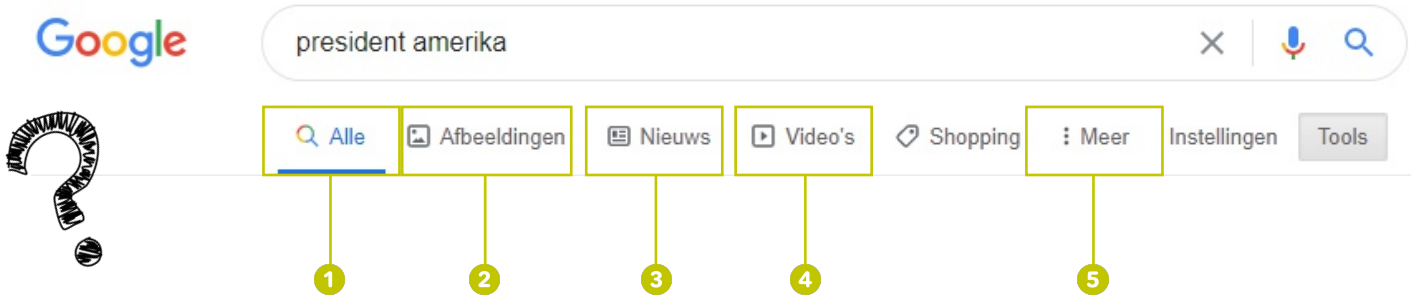 Google president amerika
Alle Afbeeldingen Nieuws Video's Shopping Meer Instellingen Tools
1 2 3 4 5